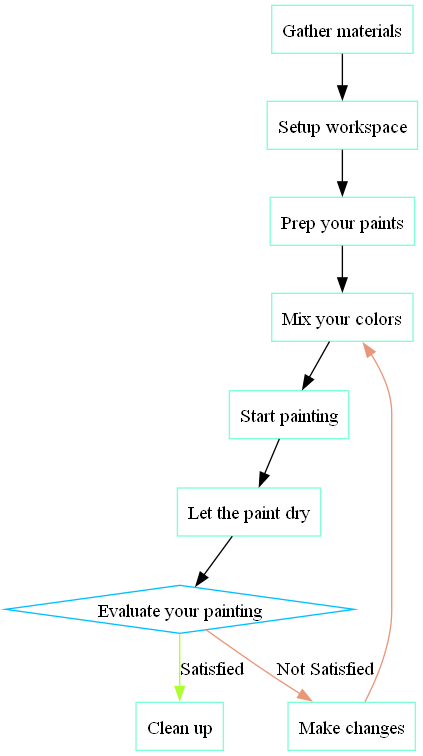 Gather materials
Setup workspace
Prep your paints
Mix your colors
Start painting
Let the paint dry
Evaluate your painting
Satisfied
Not Satisfied
Clean up
Make changes